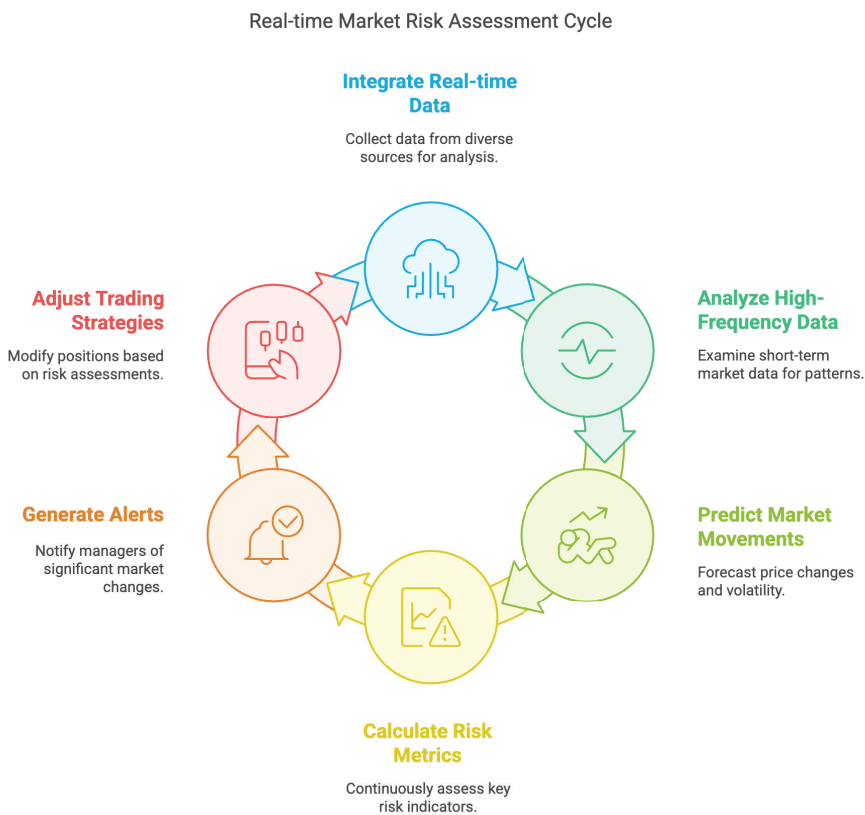 Real-time Market Risk Assessment Cycle
Integrate Real-time
Data
Collect data from diverse
sources for analysis.
Analyze High-
Frequency Data
Examine short-term
market data for patterns.
Predict Market
Movements
Forecast price changes
and volatility.
Calculate Risk
Metrics
Continuously assess key
risk indicators.
Generate Alerts
Notify managers of
significant market
changes.
Adjust Trading
Strategies
Modify positions based
on risk assessments.